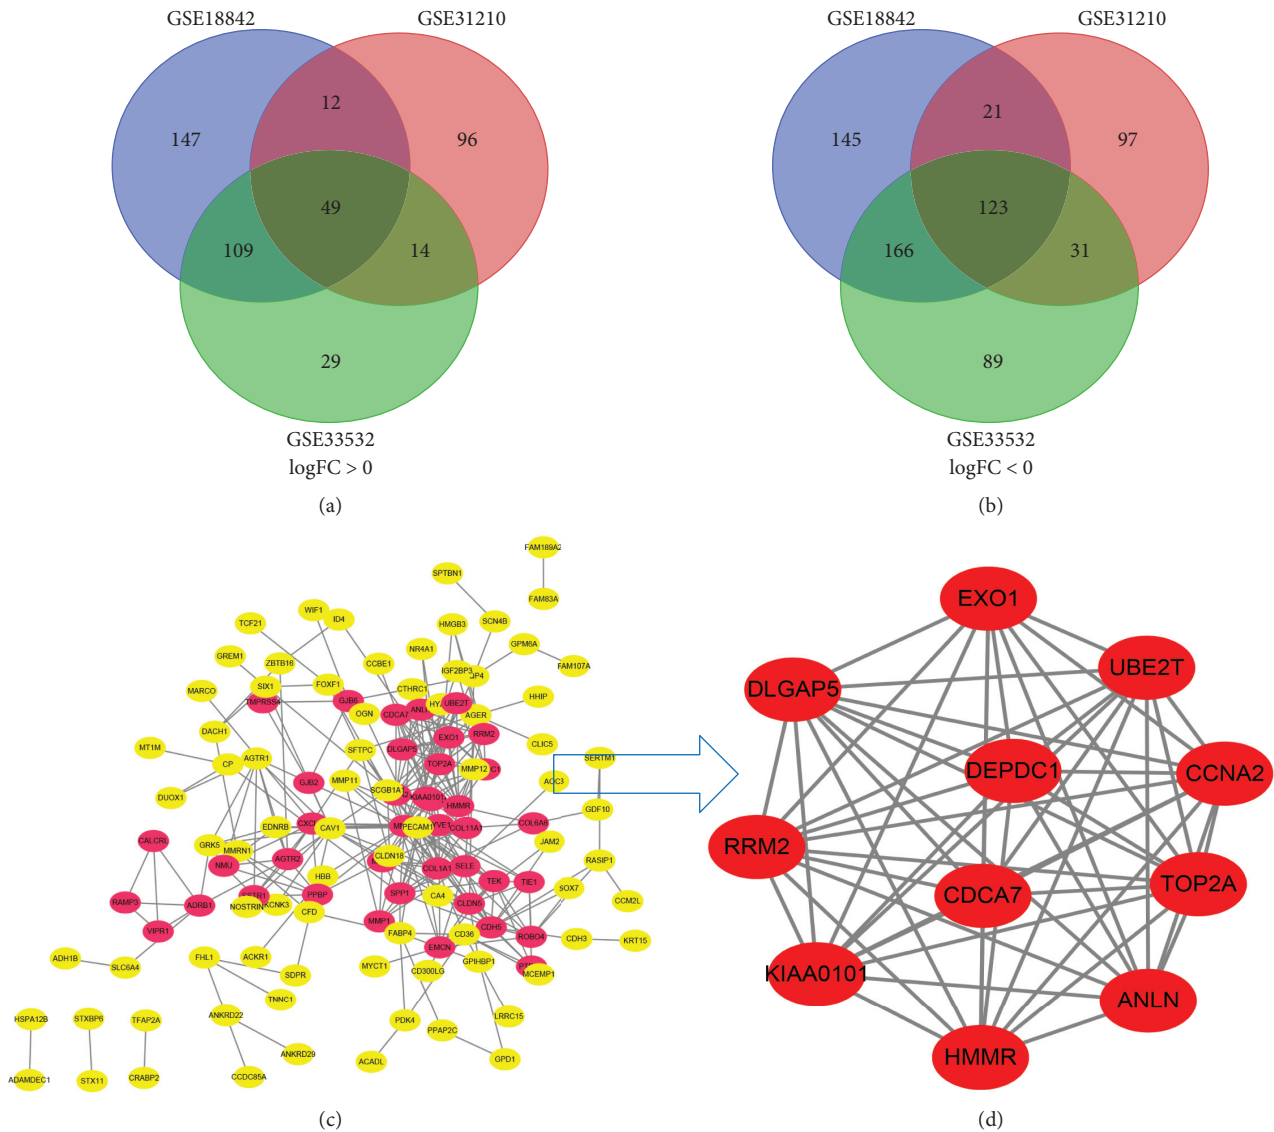 GSE18842
GSE31210
12
147
96
49
109
14
29
GSE33532
logFC > 0
(a)
GSE18842
GSE31210
21
145
97
123
166
31
89
GSE33532
logFC < 0
(b)
FAM189A2
SPTBN1
FAM83A
WIF1
ID4
TCF21
HMGB3
SCN4B
NR4A1
GPM6A
GREM1
ZBTB16
CCBE1
IGF2BP3
FAM107A
MARCO
SIX1
FOXF1
CTHRC1
HHIP
TMPRSS4
GJB6
UBE2T
OGN
CDCA7
AGER
DACH1
EXO1
RRM2
MT1M
SFTPC
DLGAP5
CLIC5
CP
AGTR1
TOP2A
MMP12
SERTM1
GJB2
MMP11
SCGB1A1
AOC3
DUOX1
KIAA0101
HMMR
GDF10
EDNRB
CAV1
PECAM1
COL11A1
COL6A6
CALCRL
GRK5
MMRN1
JAM2
NMU
AGTR2
CLDN18
COL1A1
SELE
RASIP1
HBB
TEK
TIE1
SOX7
RAMP3
ADRB1
NOSTRIN
KCNK3
PPBP
SPP1
CA4
CLDN5
CCM2L
CFD
MMP1
CDH5
VIPR1
FABP4
CD36
ROBO4
CDH3
KRT15
EMCN
ADH1B
SLC6A4
FHL1
ACKR1
SDPR
MYCT1
CD300LG
GPIHBP1
MCEMP1
TNNC1
HSPA12B
STXBP6
TFAP2A
ANKRD22
PDK4
PPAP2C
LRRC15
ANKRD29
ACADL
GPD1
ADAMDEC1
STX11
CRABP2
CCDC85A
(c)
EXO1
UBE2T
DLGAP5
DEPDC1
CCNA2
RRM2
CDCA7
TOP2A
KIAA0101
ANLN
HMMR
(d)